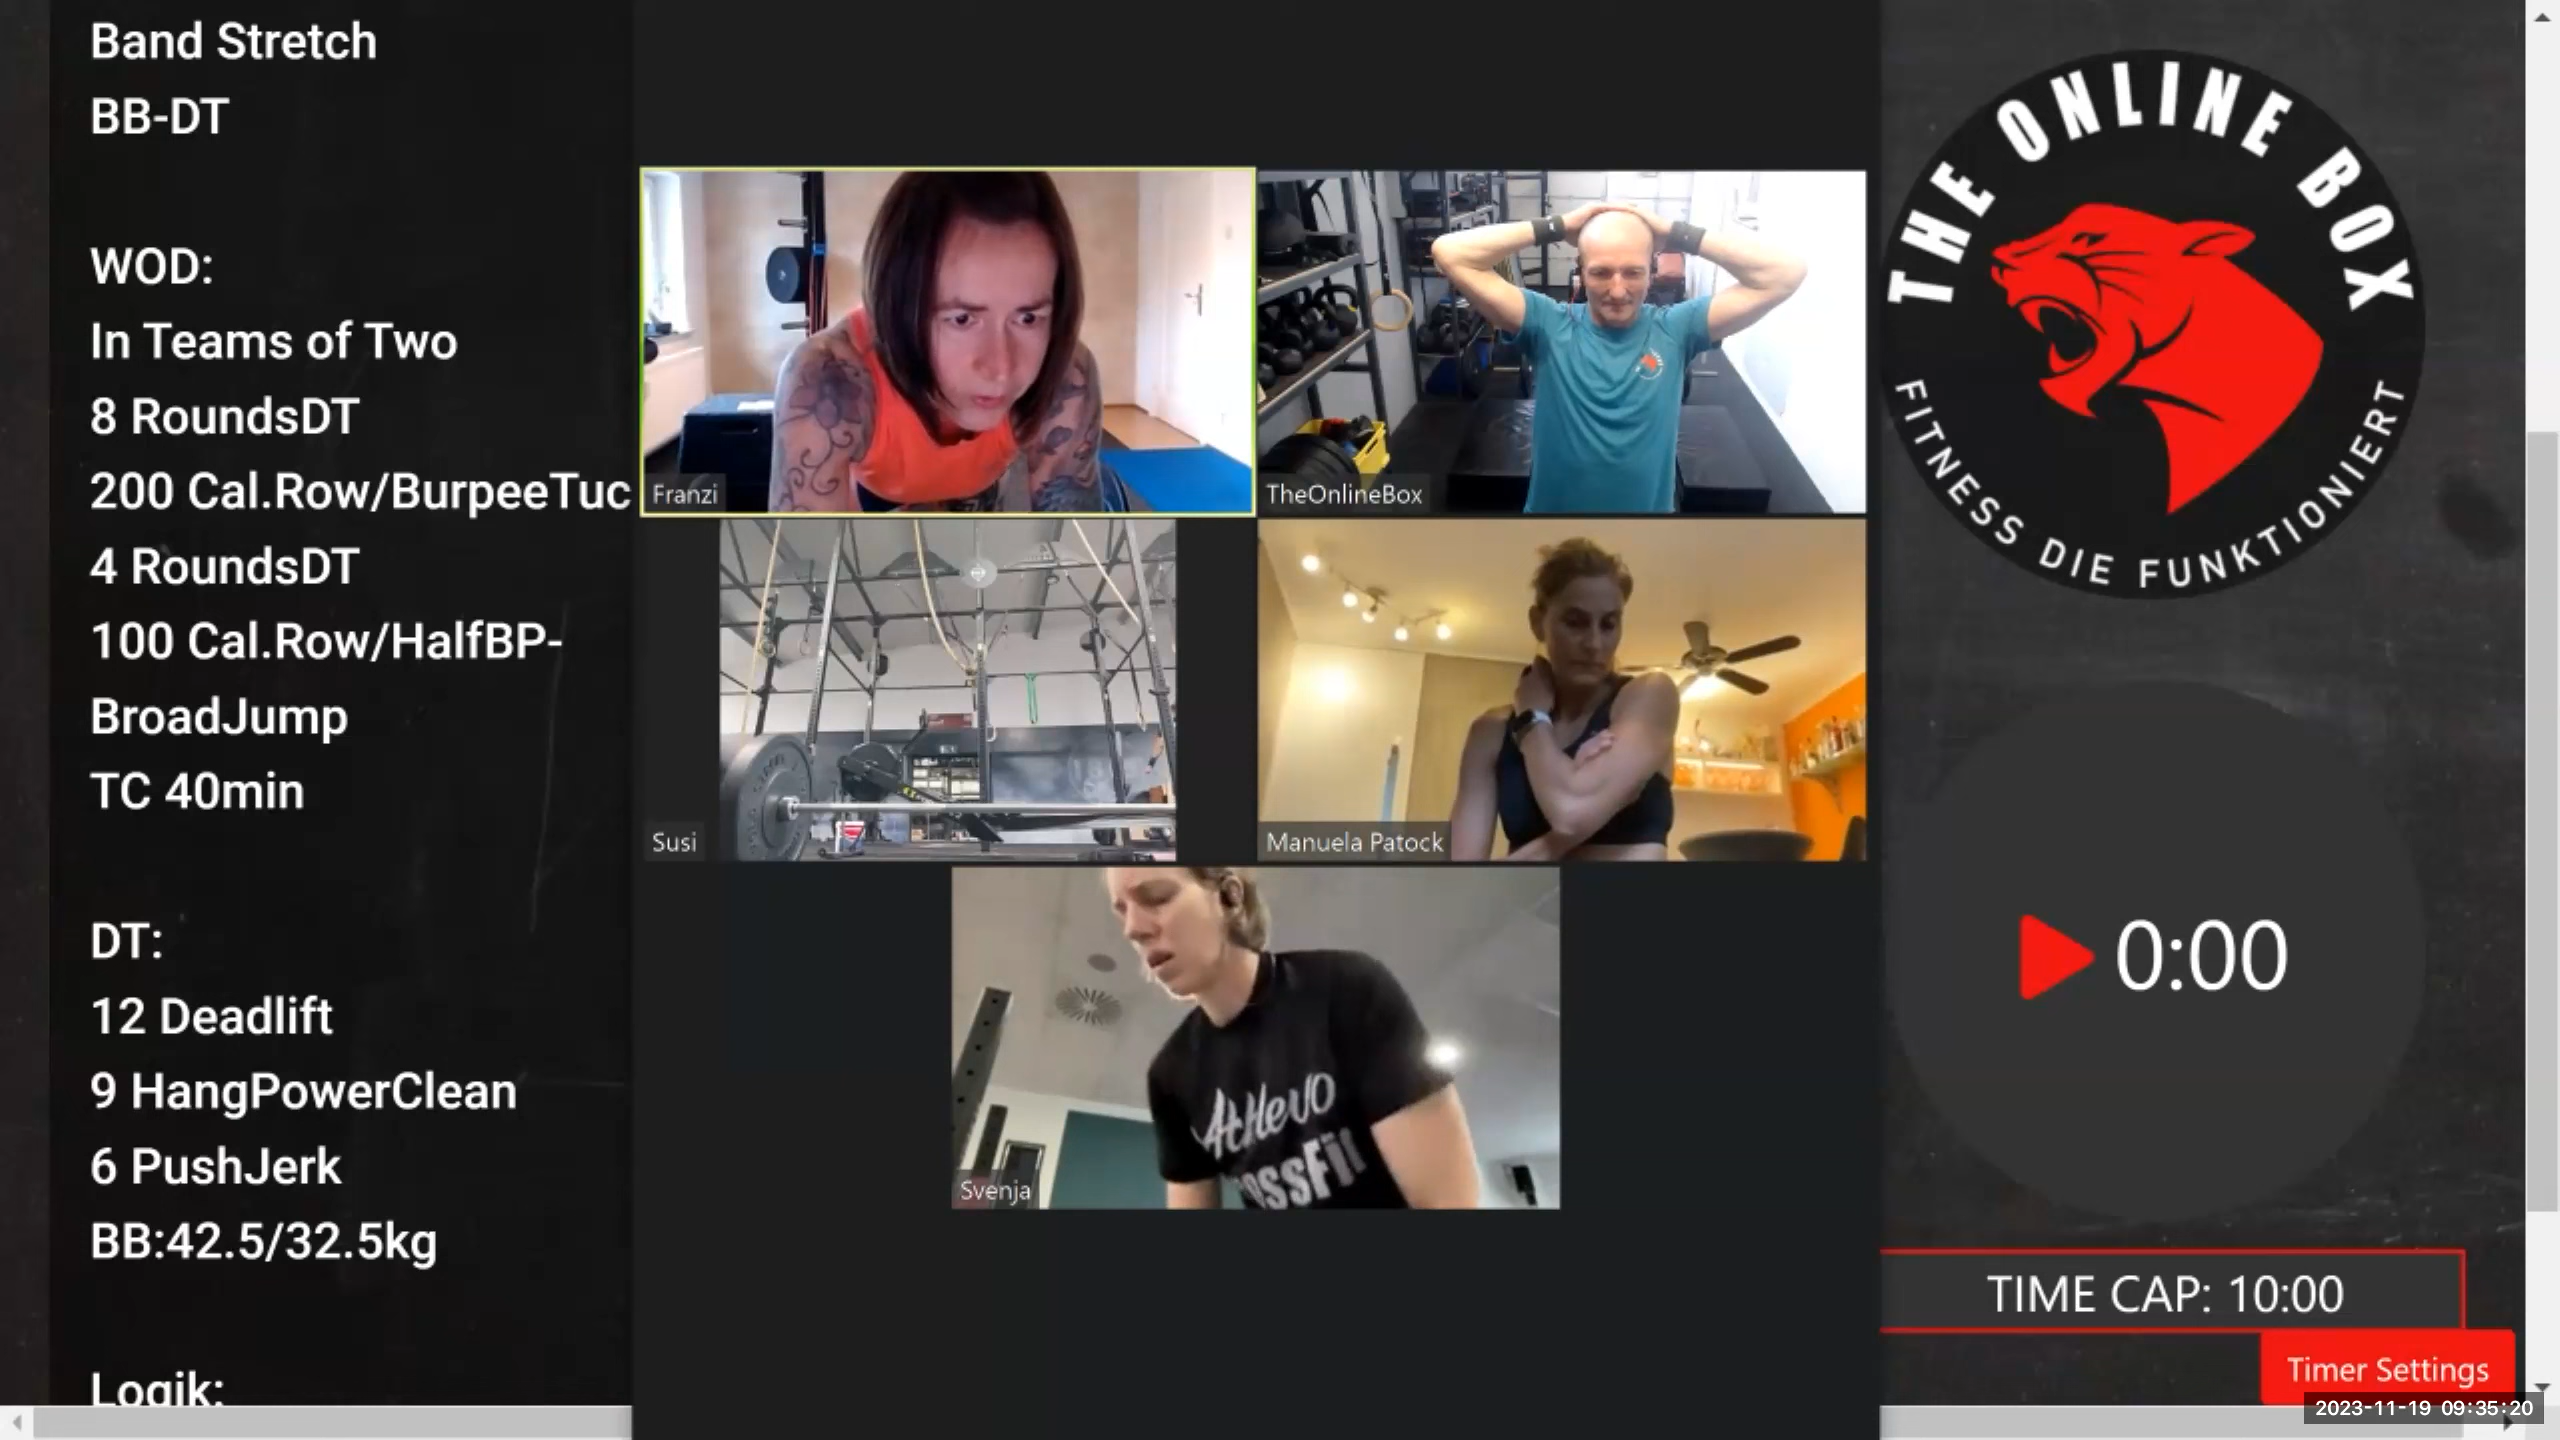 Band Stretch
BB-DT
WOD:
In Teams of Two
8 RoundsDT
200 Cal.Row/BurpeeTuc
4 RoundsDT
100 Cal.Row/HalfBP-
BroadJump
TC 40min
DT:
12 Deadlift
9 HangPowerClean
6 PushJerk
BB:42.5/32.5kg
Logik:
Franzi
TheOnlineBox
Susi
Manuela Patock
Athlevo
Svenja
THE ONLINE BOX
FITNESS DIE FUNKTIONIERT
0:00
TIME CAP: 10:00
Timer Settings
2023-11-19 09:35:20